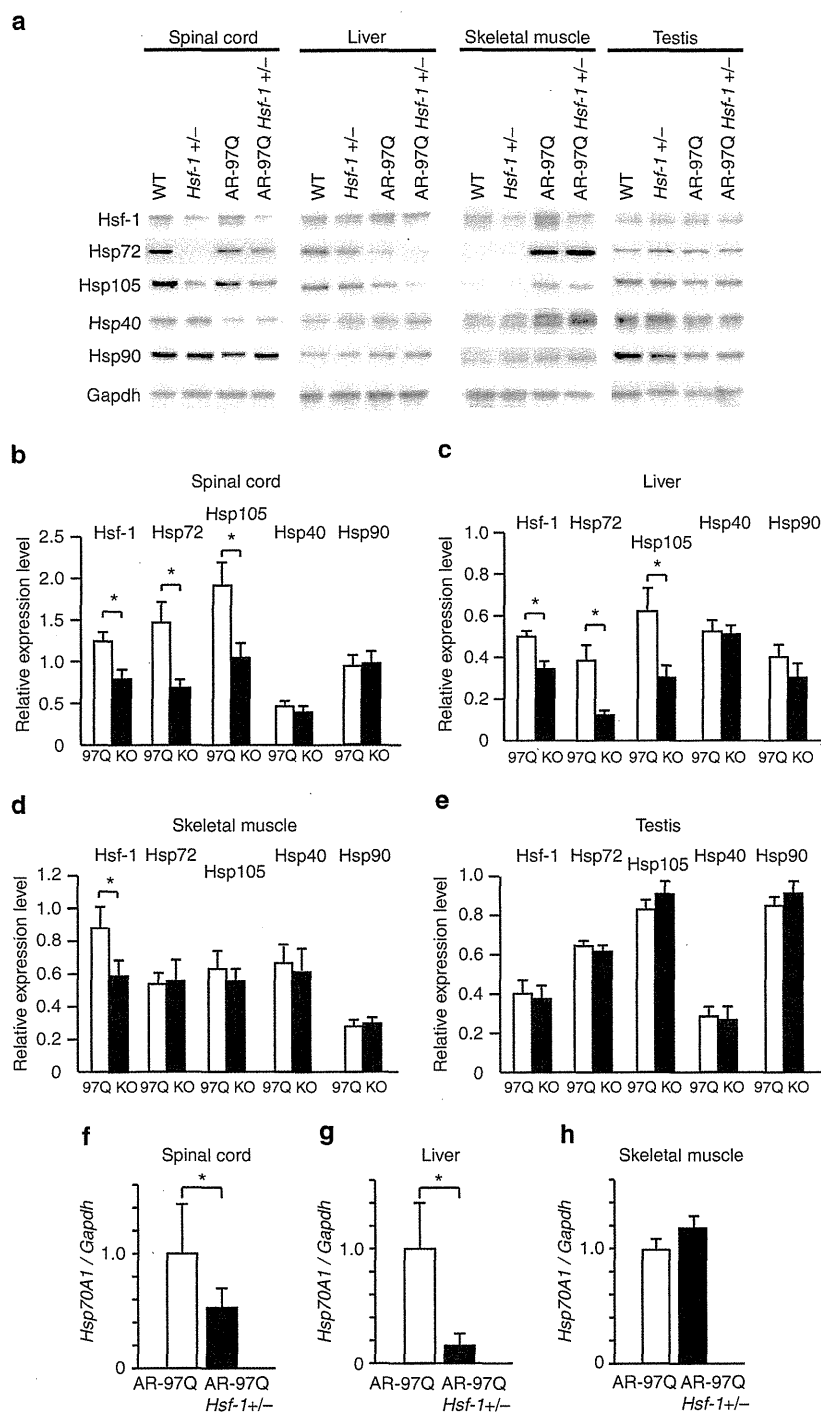 a
Spinal cord Liver Skeletal muscle Testis
WT Hsf-1 +/– AR-97Q AR-97Q Hsf-1 +/– WT Hsf-1 +/– AR-97Q AR-97Q Hsf-1 +/– WT Hsf-1 +/– AR-97Q AR-97Q Hsf-1 +/– WT Hsf-1 +/– AR-97Q AR-97Q Hsf-1 +/–
Hsf-1
Hsp72
Hsp105
Hsp40
Hsp90
Gapdh
b
Spinal cord
Hsf-1 Hsp72 Hsp105 Hsp40 Hsp90
Relative expression level
2.5
2.0
1.5
1.0
0.5
0
* * *
97Q KO 97Q KO 97Q KO 97Q KO 97Q KO
c
Liver
Hsf-1 Hsp72 Hsp105 Hsp40 Hsp90
Relative expression level
1.0
0.8
0.6
0.4
0.2
0
* * *
97Q KO 97Q KO 97Q KO 97Q KO 97Q KO
d
Skeletal muscle
Hsf-1 Hsp72 Hsp105 Hsp40 Hsp90
Relative expression level
1.2
1.0
0.8
0.6
0.4
0.2
0
*
97Q KO 97Q KO 97Q KO 97Q KO 97Q KO
e
Testis
Hsf-1 Hsp72 Hsp105 Hsp40 Hsp90
Relative expression level
1.0
0.8
0.6
0.4
0.2
0
97Q KO 97Q KO 97Q KO 97Q KO 97Q KO
f
Spinal cord
*
Hsp70A1 / Gapdh
1.0
0
AR-97Q AR-97Q
Hsf-1+/–
g
Liver
*
Hsp70A1 / Gapdh
1.0
0
AR-97Q AR-97Q
Hsf-1+/–
h
Skeletal muscle
Hsp70A1 / Gapdh
1.0
0
AR-97Q AR-97Q
Hsf-1+/–